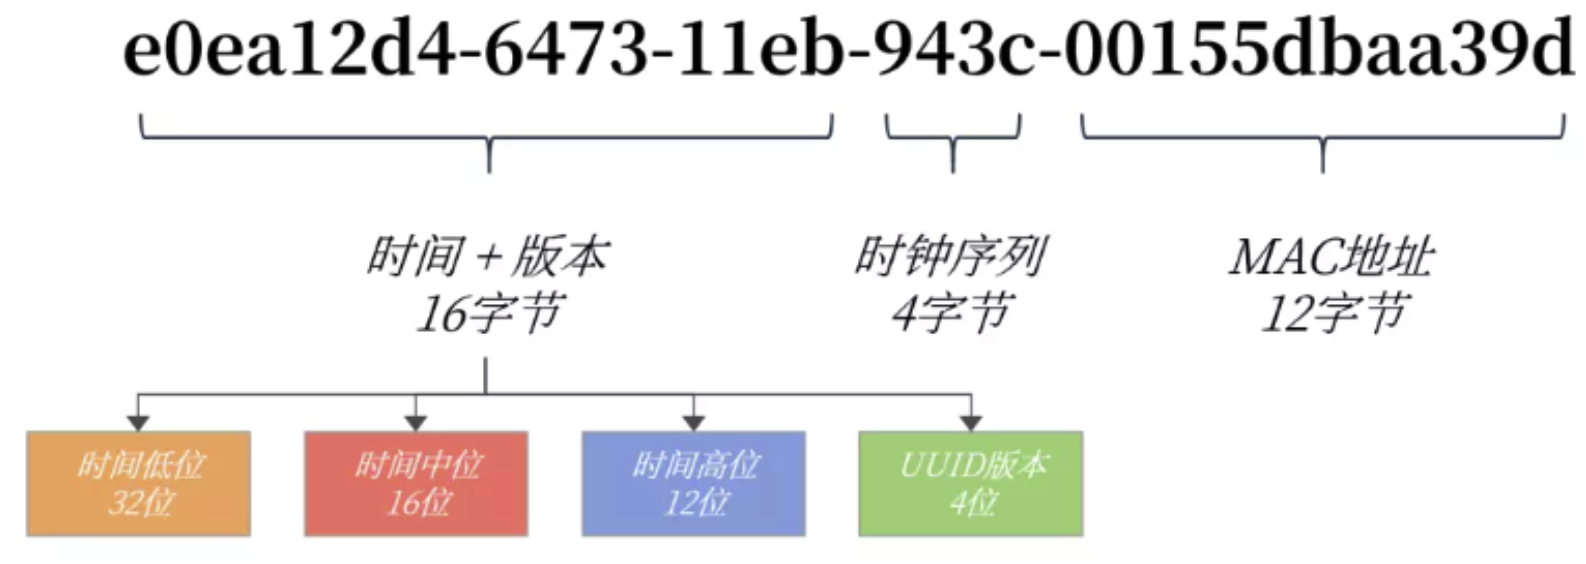 e0ea12d4-6473-11eb-943c-00155dbaa39d
时间 + 版本
16字节
时钟序列
4字节
MAC地址
12字节
时间低位
32位
时间中位
16位
时间高位
12位
UUID版本
4位